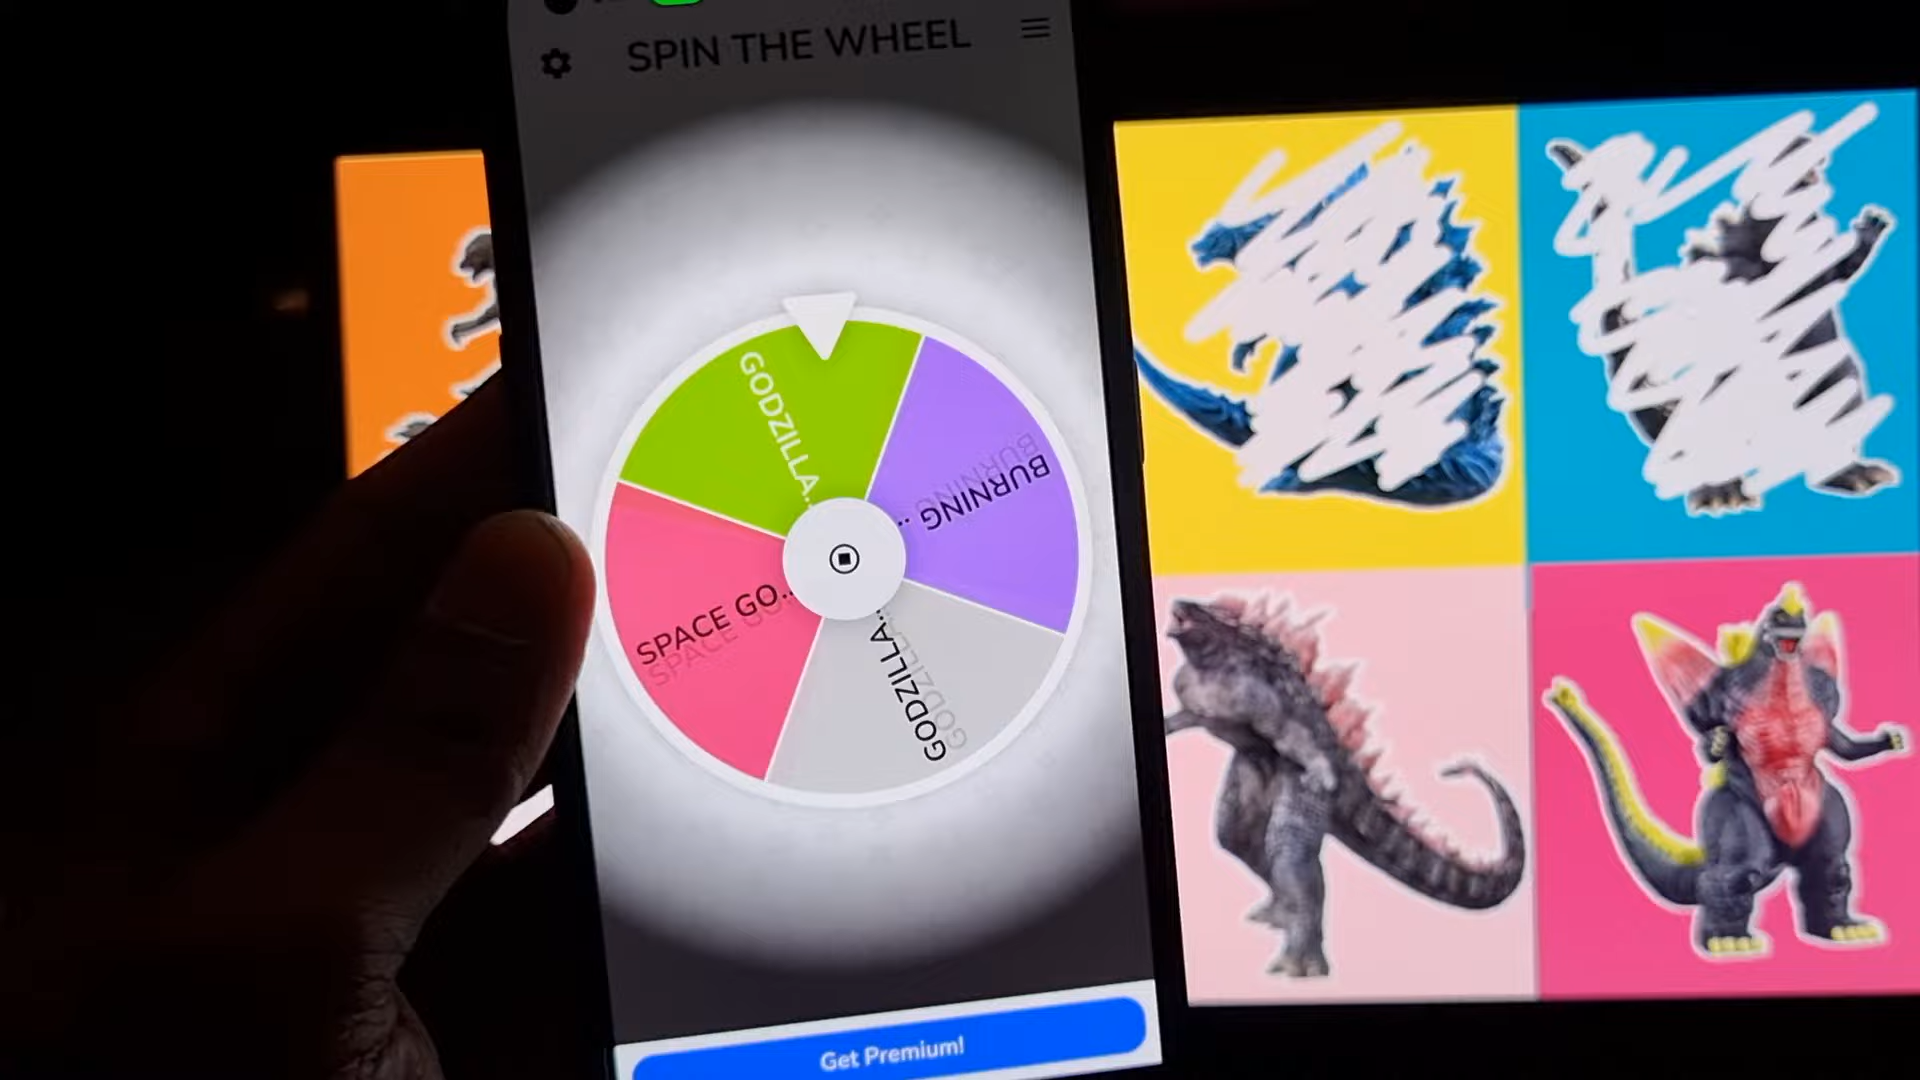 SPIN THE WHEEL
GODZILLA..
BURNING ..
SPACE GO..
GODZILLA..
Get Premium!